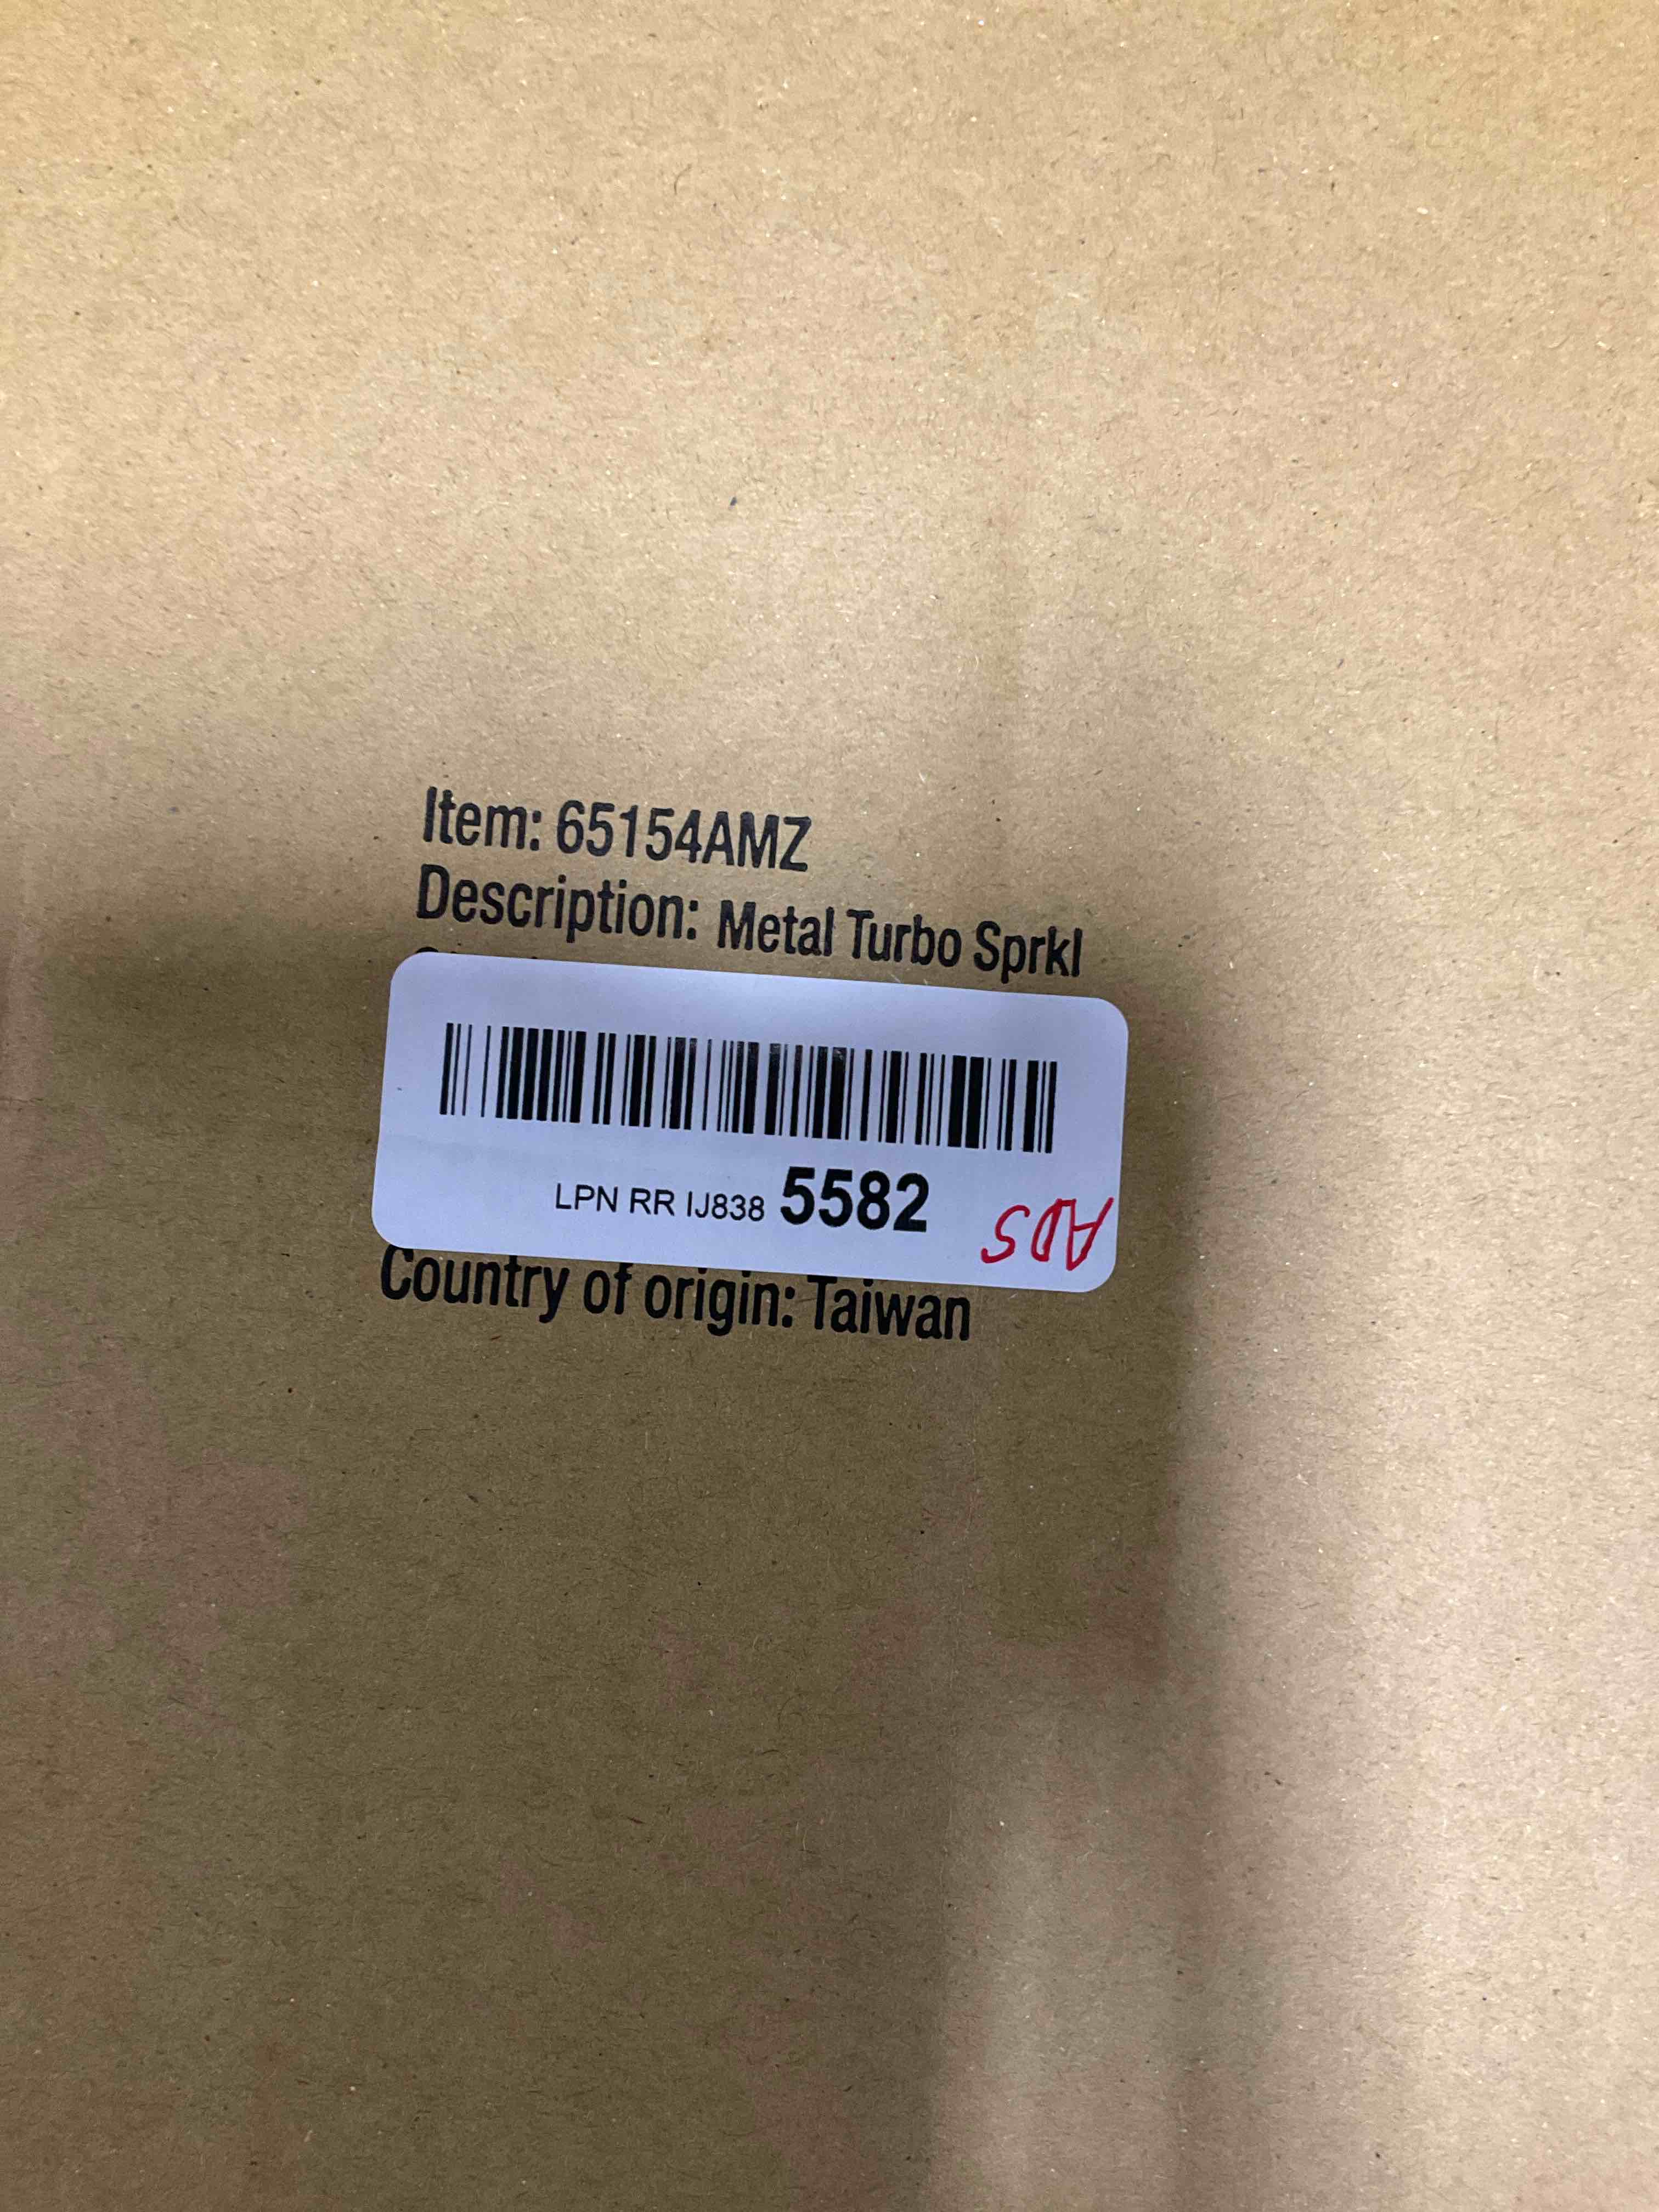 Item: 65154AMZ
Description: Metal Turbo Sprkl
LPN RR IJ838 5582
ADS
Country of origin: Taiwan